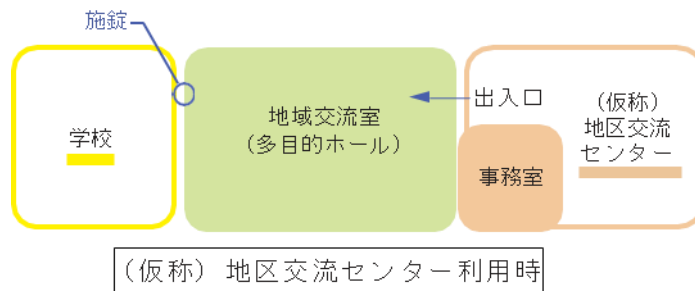 施錠
学校
地域交流室
（多目的ホール）
出入口
（仮称）
地区交流
センター
事務室
（仮称）地区交流センター利用時